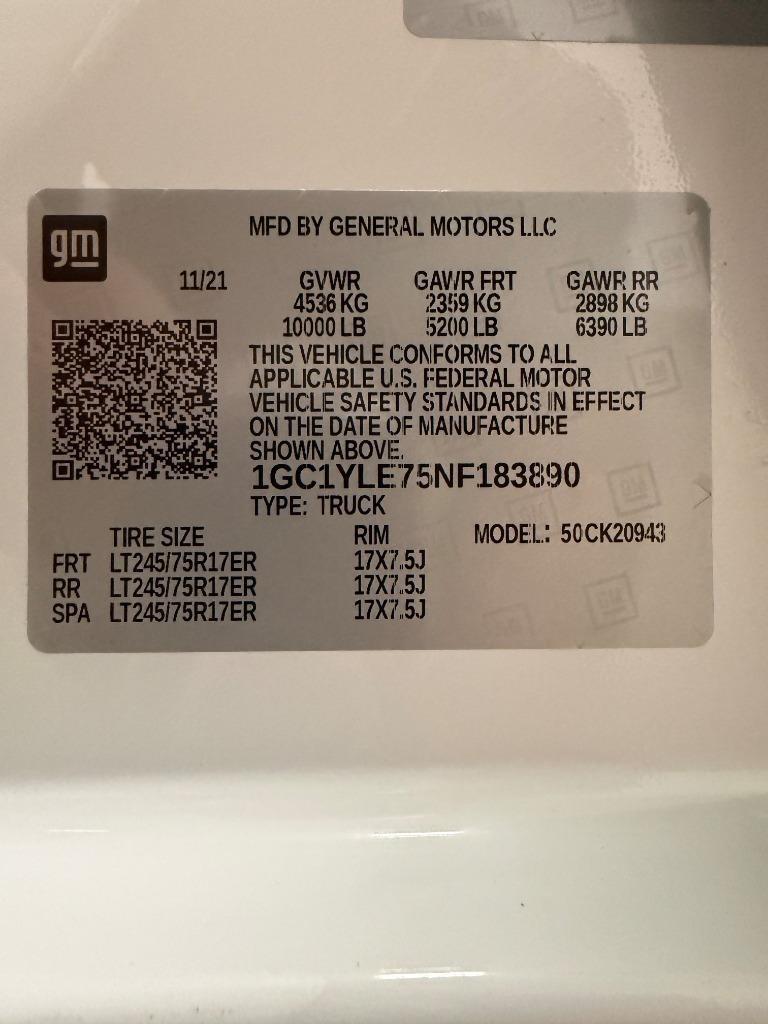 gm
MFD BY GENERAL MOTORS LLC
11/21 GVWR GAWR FRT GAWR RR
4536 KG 2359 KG 2898 KG
10000 LB 5200 LB 6390 LB
THIS VEHICLE CONFORMS TO ALL
APPLICABLE U.S. FEDERAL MOTOR
VEHICLE SAFETY STANDARDS IN EFFECT
ON THE DATE OF MANUFACTURE
SHOWN ABOVE.
1GC1YLE75NF183890
TYPE: TRUCK
TIRE SIZE RIM MODEL: 50CK20943
FRT LT245/75R17ER 17X7.5J
RR LT245/75R17ER 17X7.5J
SPA LT245/75R17ER 17X7.5J